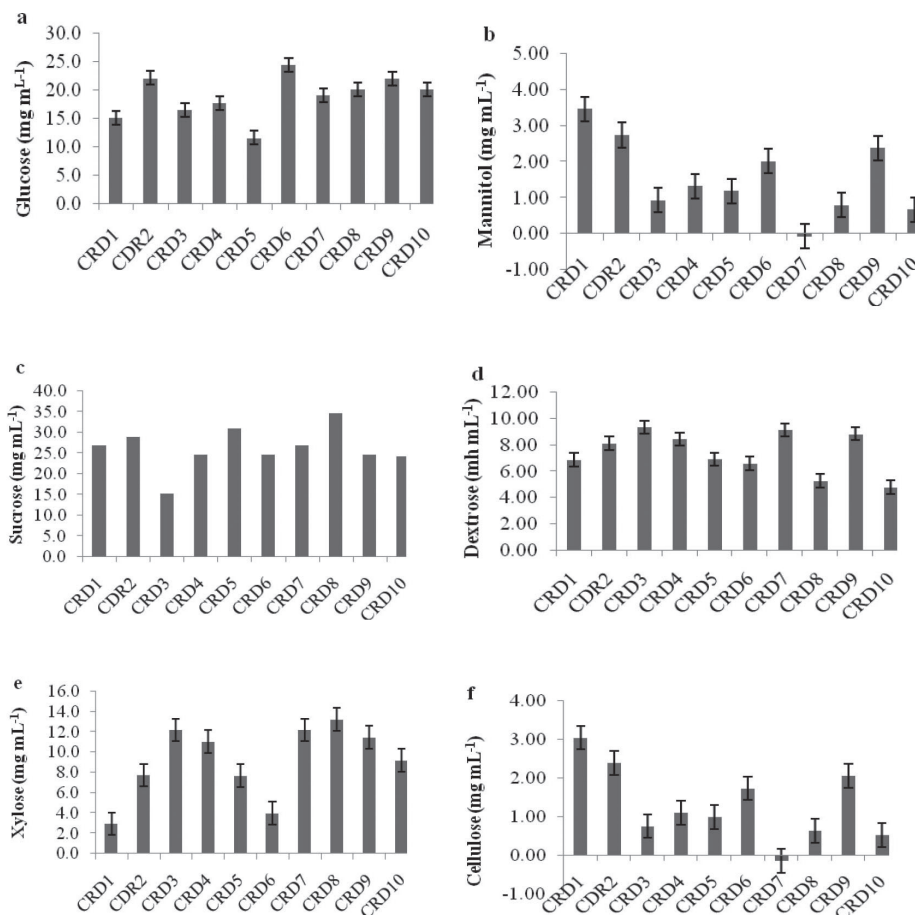 a
Glucose (mg mᴸ⁻¹)
30.0
25.0
20.0
15.0
10.0
5.0
0.0
CRD1
CDR2
CRD3
CRD4
CRD5
CRD6
CRD7
CRD8
CRD9
CRD10
b
Mannitol (mg mL⁻¹)
5.00
4.00
3.00
2.00
1.00
0.00
-1.00
CRD1
CDR2
CRD3
CRD4
CRD5
CRD6
CRD7
CRD8
CRD9
CRD10
c
Sucrose (mg mL⁻¹)
40.0
35.0
30.0
25.0
20.0
15.0
10.0
5.0
0.0
CRD1
CDR2
CRD3
CRD4
CRD5
CRD6
CRD7
CRD8
CRD9
CRD10
d
Dextrose (mh mL⁻¹)
12.00
10.00
8.00
6.00
4.00
2.00
0.00
CRD1
CDR2
CRD3
CRD4
CRD5
CRD6
CRD7
CRD8
CRD9
CRD10
e
Xylose (mg mL⁻¹)
16.0
14.0
12.0
10.0
8.0
6.0
4.0
2.0
0.0
CRD1
CDR2
CRD3
CRD4
CRD5
CRD6
CRD7
CRD8
CRD9
CRD10
f
Cellulose (mg mL⁻¹)
4.00
3.00
2.00
1.00
0.00
-1.00
CRD1
CDR2
CRD3
CRD4
CRD5
CRD6
CRD7
CRD8
CRD9
CRD10